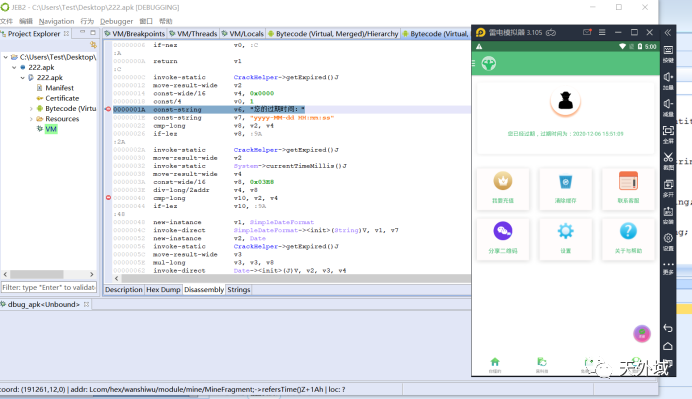 JEB2 - C:\Users\Test\Desktop\222.apk [DEBUGGING]
文件 编辑 Navigation 行为 Debugger 窗口 帮助
Project Explorer
C:\Users\Test\Desktop\
222.apk
222.apk
Manifest
Certificate
Bytecode (Virtu
Resources
VM
Filter: type "Enter" to validat
VM/Breakpoints VM/Threads VM/Locals Bytecode (Virtual, Merged)/Hierarchy Bytecode (Virtual,
00000006 if-nez v0, :C
:A
0000000A return v1
:C
0000000C invoke-static CrackHelper->getExpired()J
00000012 move-result-wide v2
00000014 const-wide/16 v4, 0x0000
00000018 const/4 v0, 1
0000001A const-string v6, "您的过期时间："
0000001E const-string v7, "yyyy-MM-dd HH:mm:ss"
00000022 cmp-long v8, v2, v4
00000026 if-lez v8, :9A
:2A
0000002A invoke-static CrackHelper->getExpired()J
00000030 move-result-wide v2
00000032 invoke-static System->currentTimeMillis()J
00000038 move-result-wide v4
0000003A const-wide/16 v8, 0x03E8
0000003E div-long/2addr v4, v8
00000040 cmp-long v10, v2, v4
00000044 if-lez v10, :9A
:48
00000048 new-instance v1, SimpleDateFormat
0000004C invoke-direct SimpleDateFormat-><init>(String)V, v1, v7
00000052 new-instance v2, Date
00000056 invoke-static CrackHelper->getExpired()J
0000005C move-result-wide v3
0000005E mul-long v3, v3, v8
00000062 invoke-direct Date-><init>(J)V, v2, v3, v4
Description Hex Dump Disassembly Strings
dbug_apk<Unbound>
coord: (191261,12,0) | addr: Lcom/hex/wanshiwu/module/mine/MineFragment;->refersTime()Z+1Ah | loc: ?
雷电模拟器 3.105
5:00
您已经过期，过期时间为：2020-12-06 15:51:09
我要充值 清除缓存 联系客服
分享二维码 设置 关于与帮助
按键
加量
减量
全屏
截图
多开
安装
设置
更多
天外域